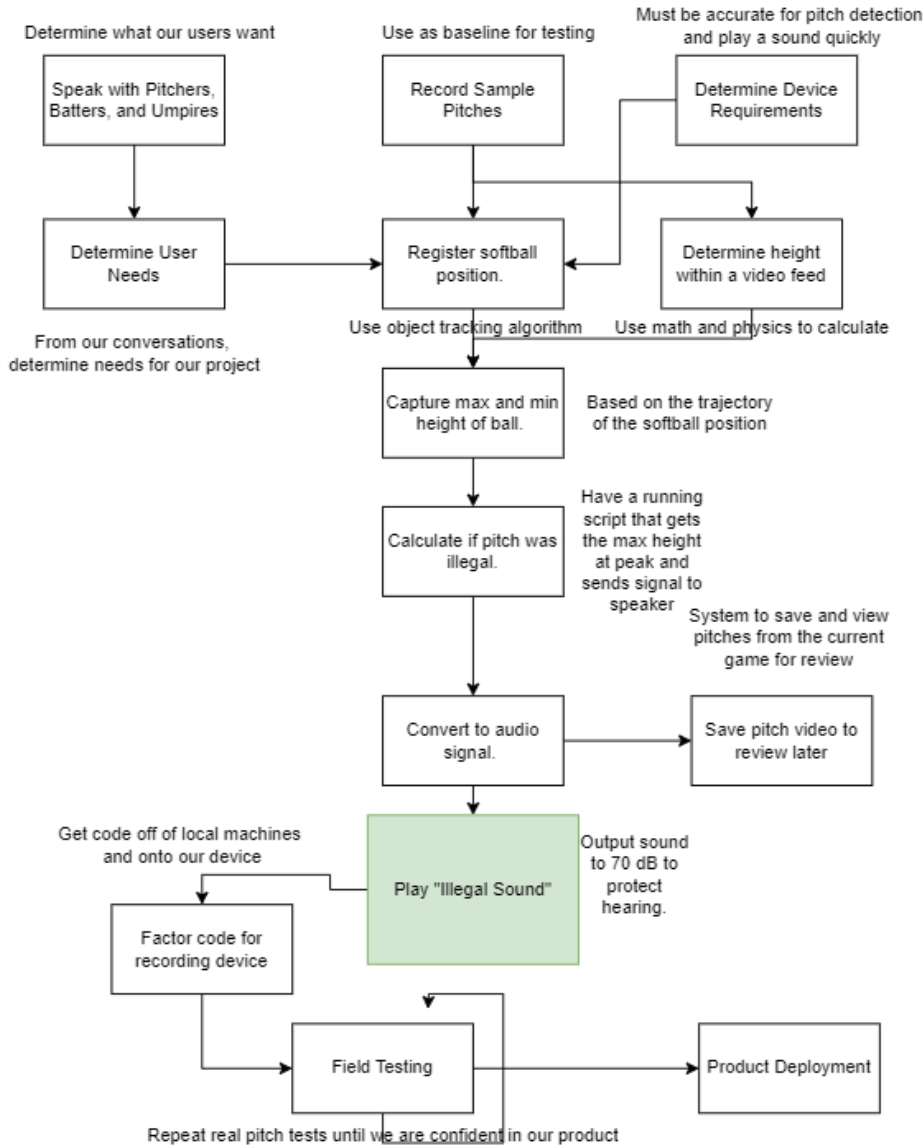 Determine what our users want
Use as baseline for testing
Must be accurate for pitch detection
and play a sound quickly
Speak with Pitchers,
Batters, and Umpires
Record Sample
Pitches
Determine Device
Requirements
Determine User
Needs
Register softball
position.
Determine height
within a video feed
From our conversations,
determine needs for our project
Use object tracking algorithm
Use math and physics to calculate
Capture max and min
height of ball.
Based on the trajectory
of the softball position
Calculate if pitch was
illegal.
Have a running
script that gets
the max height
at peak and
sends signal to
speaker
System to save and view
pitches from the current
game for review
Convert to audio
signal.
Save pitch video to
review later
Get code off of local machines
and onto our device
Play "Illegal Sound"
Output sound
to 70 dB to
protect
hearing.
Factor code for
recording device
Field Testing
Product Deployment
Repeat real pitch tests until we are confident in our product